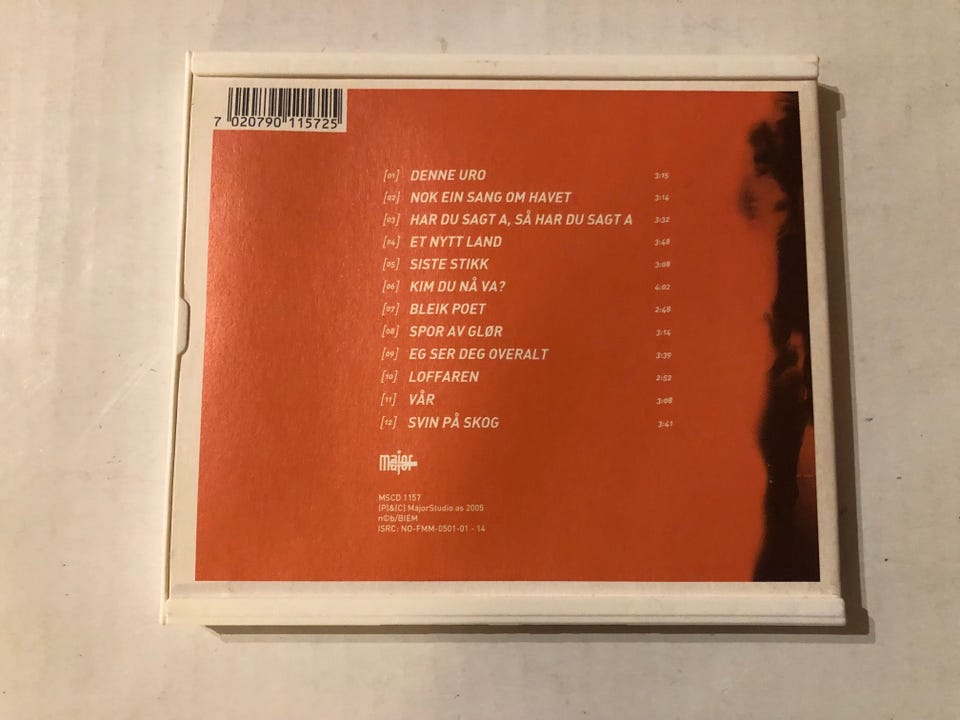 7 020790 115725
[01] DENNE URO 3:15
[02] NOK EIN SANG OM HAVET 3:14
[03] HAR DU SAGT A, SÅ HAR DU SAGT A 3:32
[04] ET NYTT LAND 3:48
[05] SISTE STIKK 3:08
[06] KIM DU NÅ VA? 4:02
[07] BLEIK POET 2:48
[08] SPOR AV GLØR 3:14
[09] EG SER DEG OVERALT 3:39
[10] LOFFAREN 2:52
[11] VÅR 3:08
[12] SVIN PÅ SKOG 3:41
major
MSCD 1157
(P)&(C) MajorStudio as 2005
n©b/BIEM
ISRC: NO-FMM-0501-01 - 14